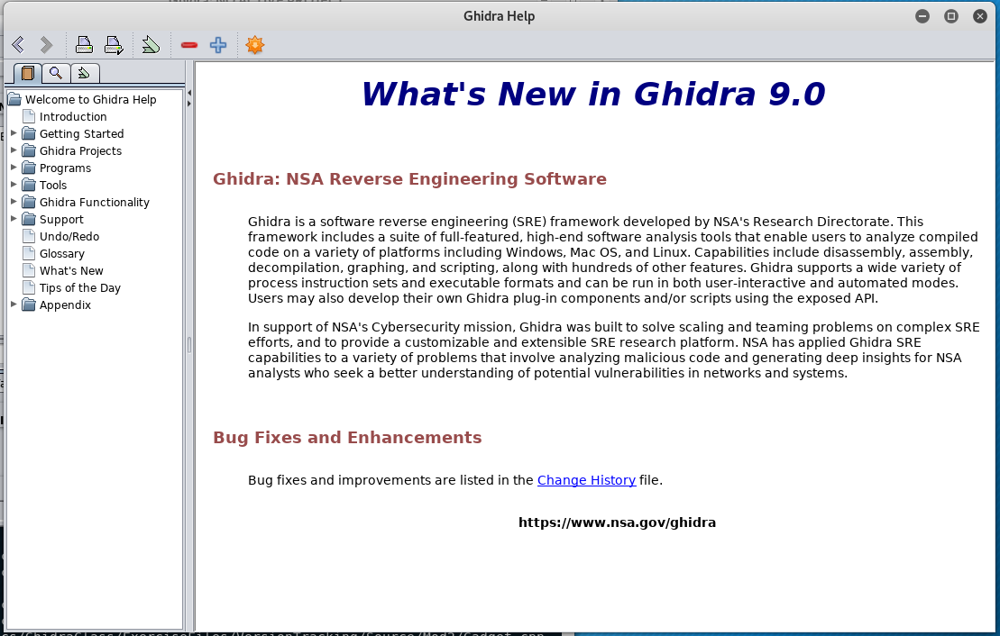 Ghidra Help
Welcome to Ghidra Help
Introduction
Getting Started
Ghidra Projects
Programs
Tools
Ghidra Functionality
Support
Undo/Redo
Glossary
What's New
Tips of the Day
Appendix
What's New in Ghidra 9.0
Ghidra: NSA Reverse Engineering Software
Ghidra is a software reverse engineering (SRE) framework developed by NSA's Research Directorate. This
framework includes a suite of full-featured, high-end software analysis tools that enable users to analyze compiled
code on a variety of platforms including Windows, Mac OS, and Linux. Capabilities include disassembly, assembly,
decompilation, graphing, and scripting, along with hundreds of other features. Ghidra supports a wide variety of
process instruction sets and executable formats and can be run in both user-interactive and automated modes.
Users may also develop their own Ghidra plug-in components and/or scripts using the exposed API.
In support of NSA's Cybersecurity mission, Ghidra was built to solve scaling and teaming problems on complex SRE
efforts, and to provide a customizable and extensible SRE research platform. NSA has applied Ghidra SRE
capabilities to a variety of problems that involve analyzing malicious code and generating deep insights for NSA
analysts who seek a better understanding of potential vulnerabilities in networks and systems.
Bug Fixes and Enhancements
Bug fixes and improvements are listed in the Change History file.
https://www.nsa.gov/ghidra